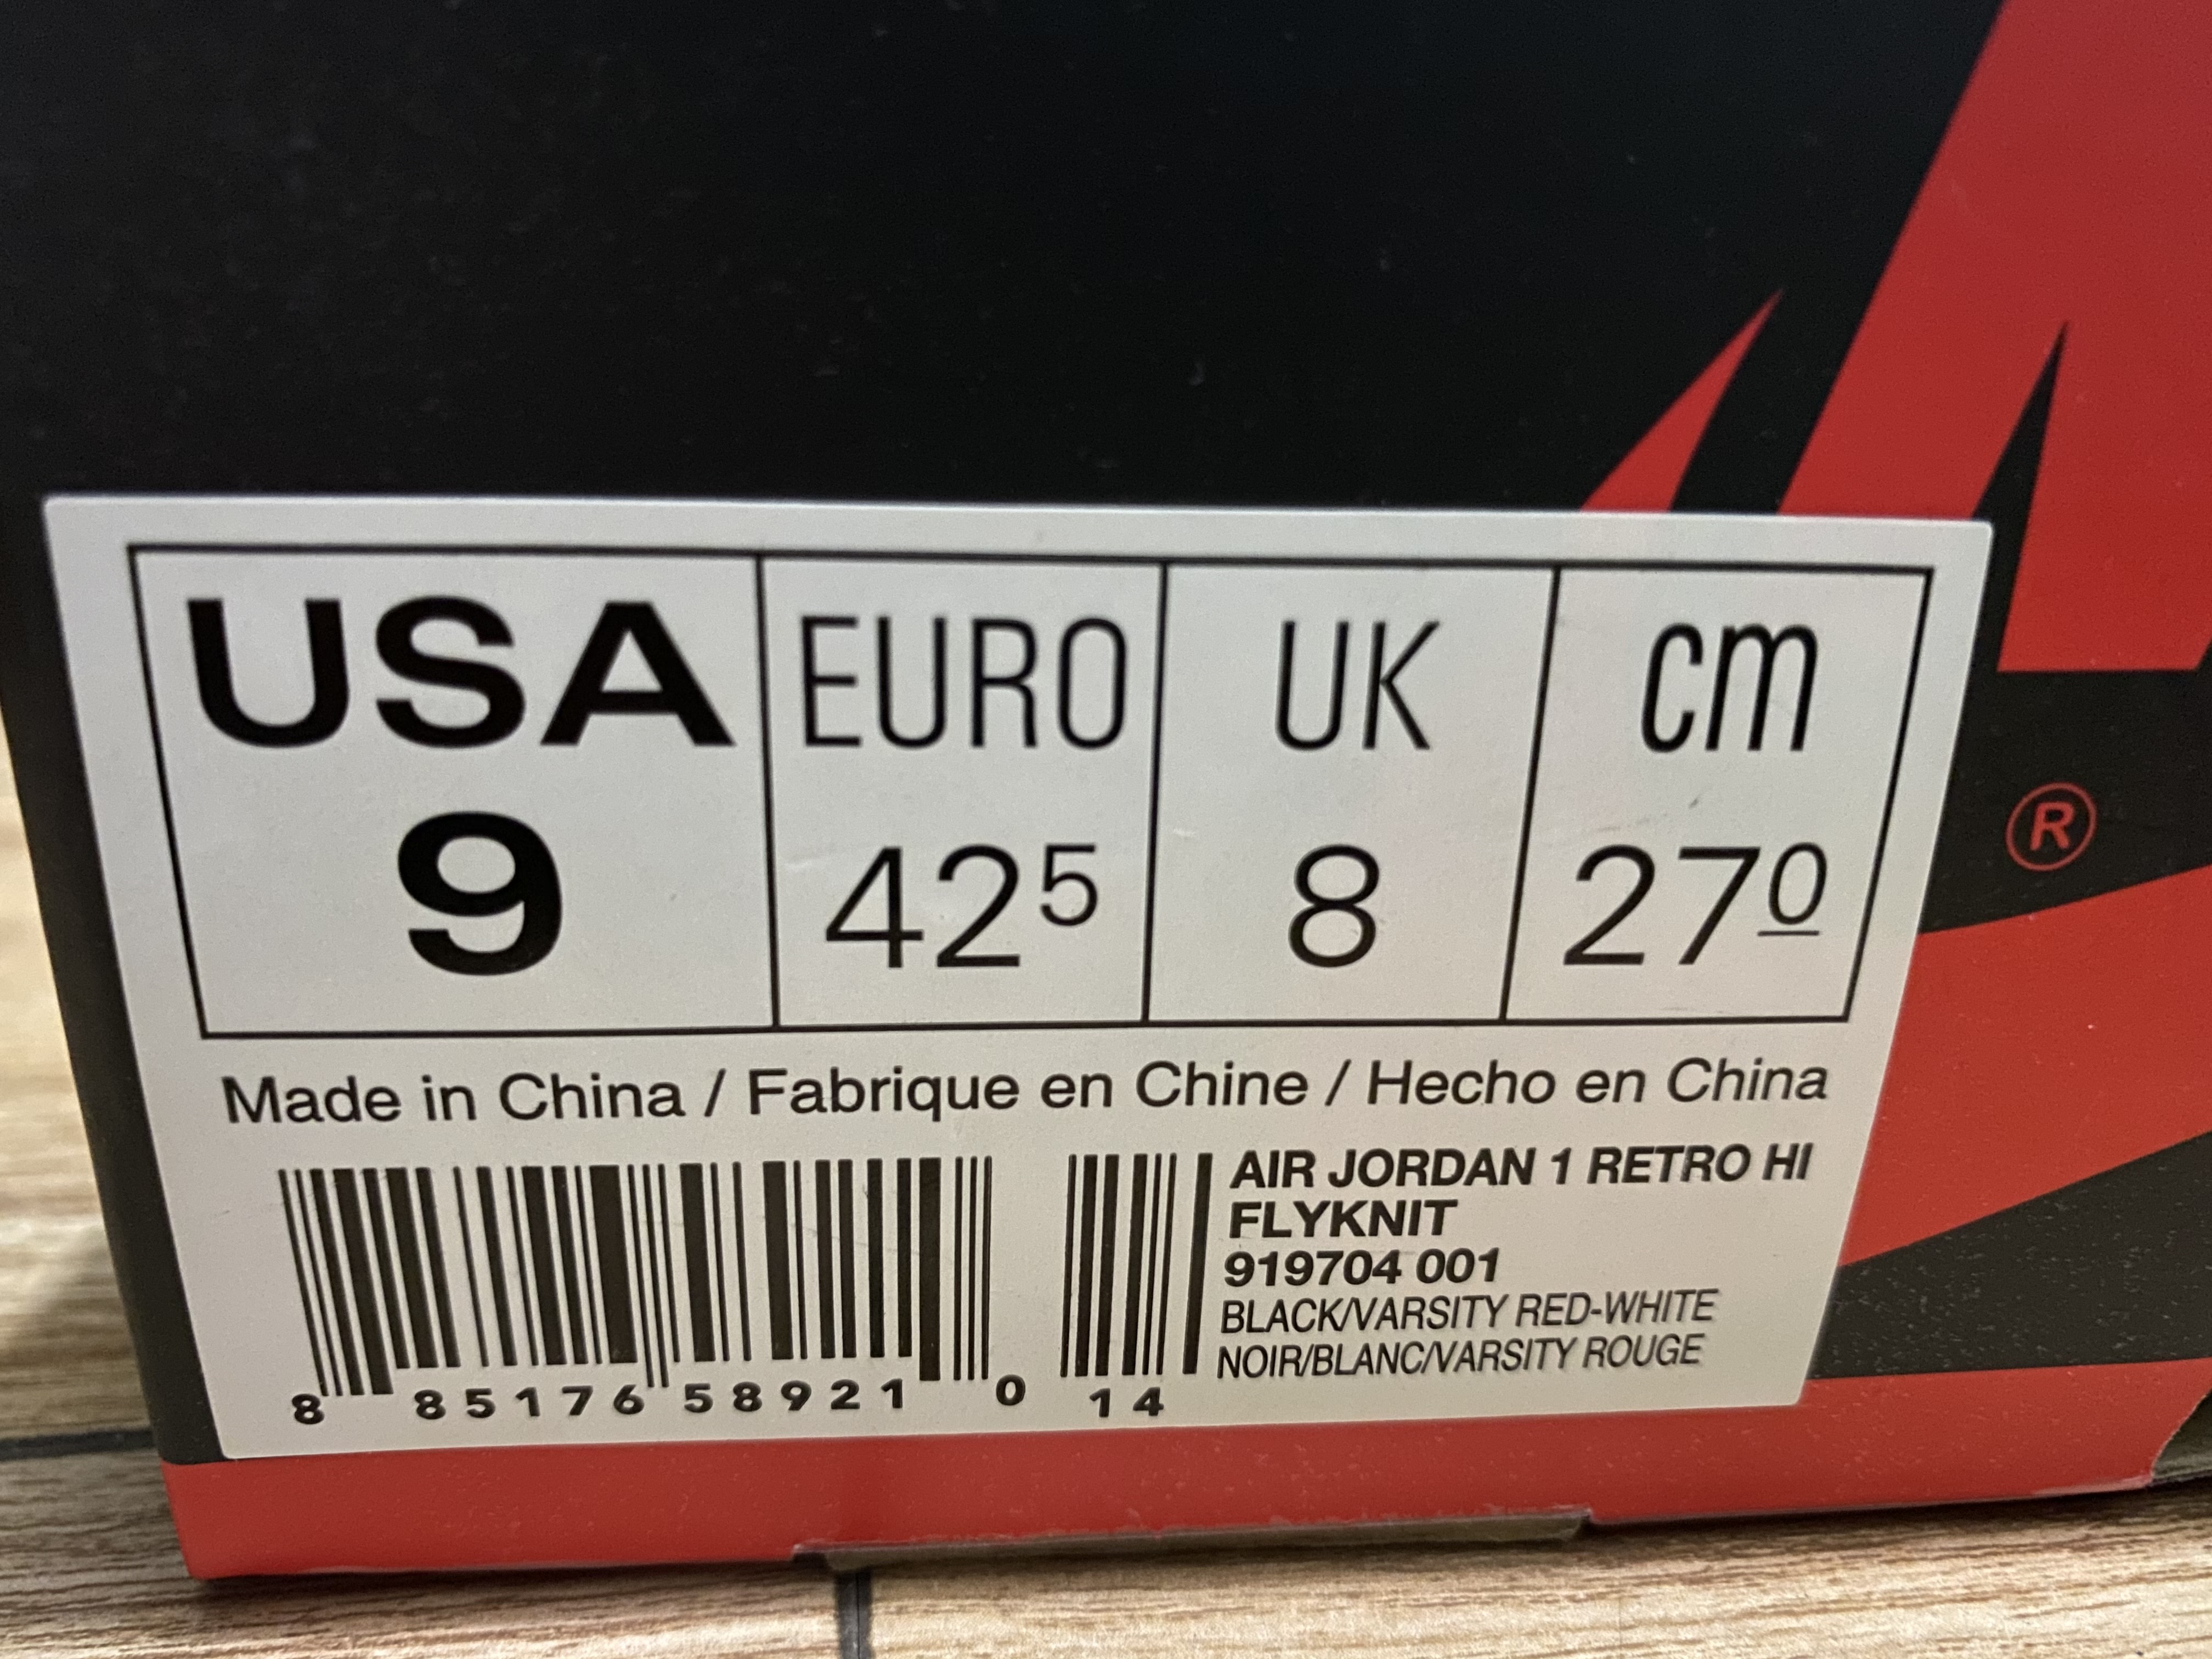 USA EURO UK cm
9 42⁵ 8 27⁰
Made in China / Fabrique en Chine / Hecho en China
AIR JORDAN 1 RETRO HI
FLYKNIT
919704 001
BLACK/VARSITY RED-WHITE
NOIR/BLANC/VARSITY ROUGE
8 85176 58921 0 14
®